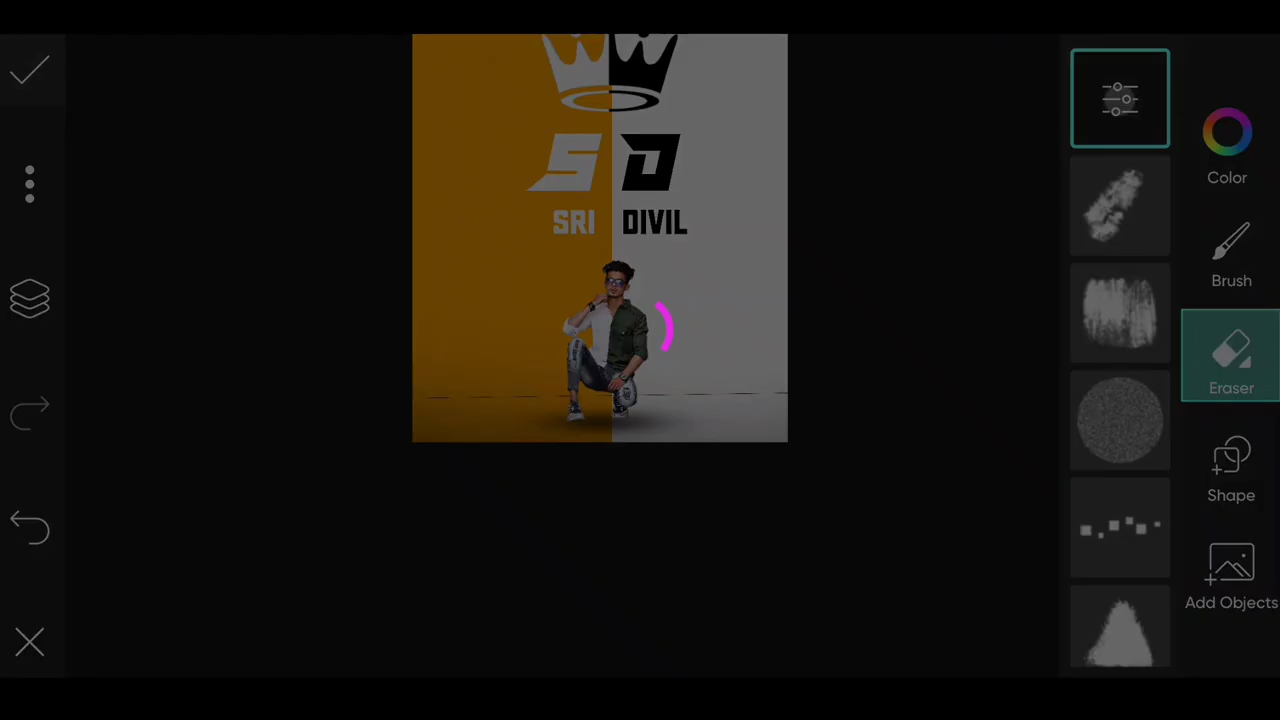 S D
SRI DIVIL
Color
Brush
Eraser
Shape
Add Objects